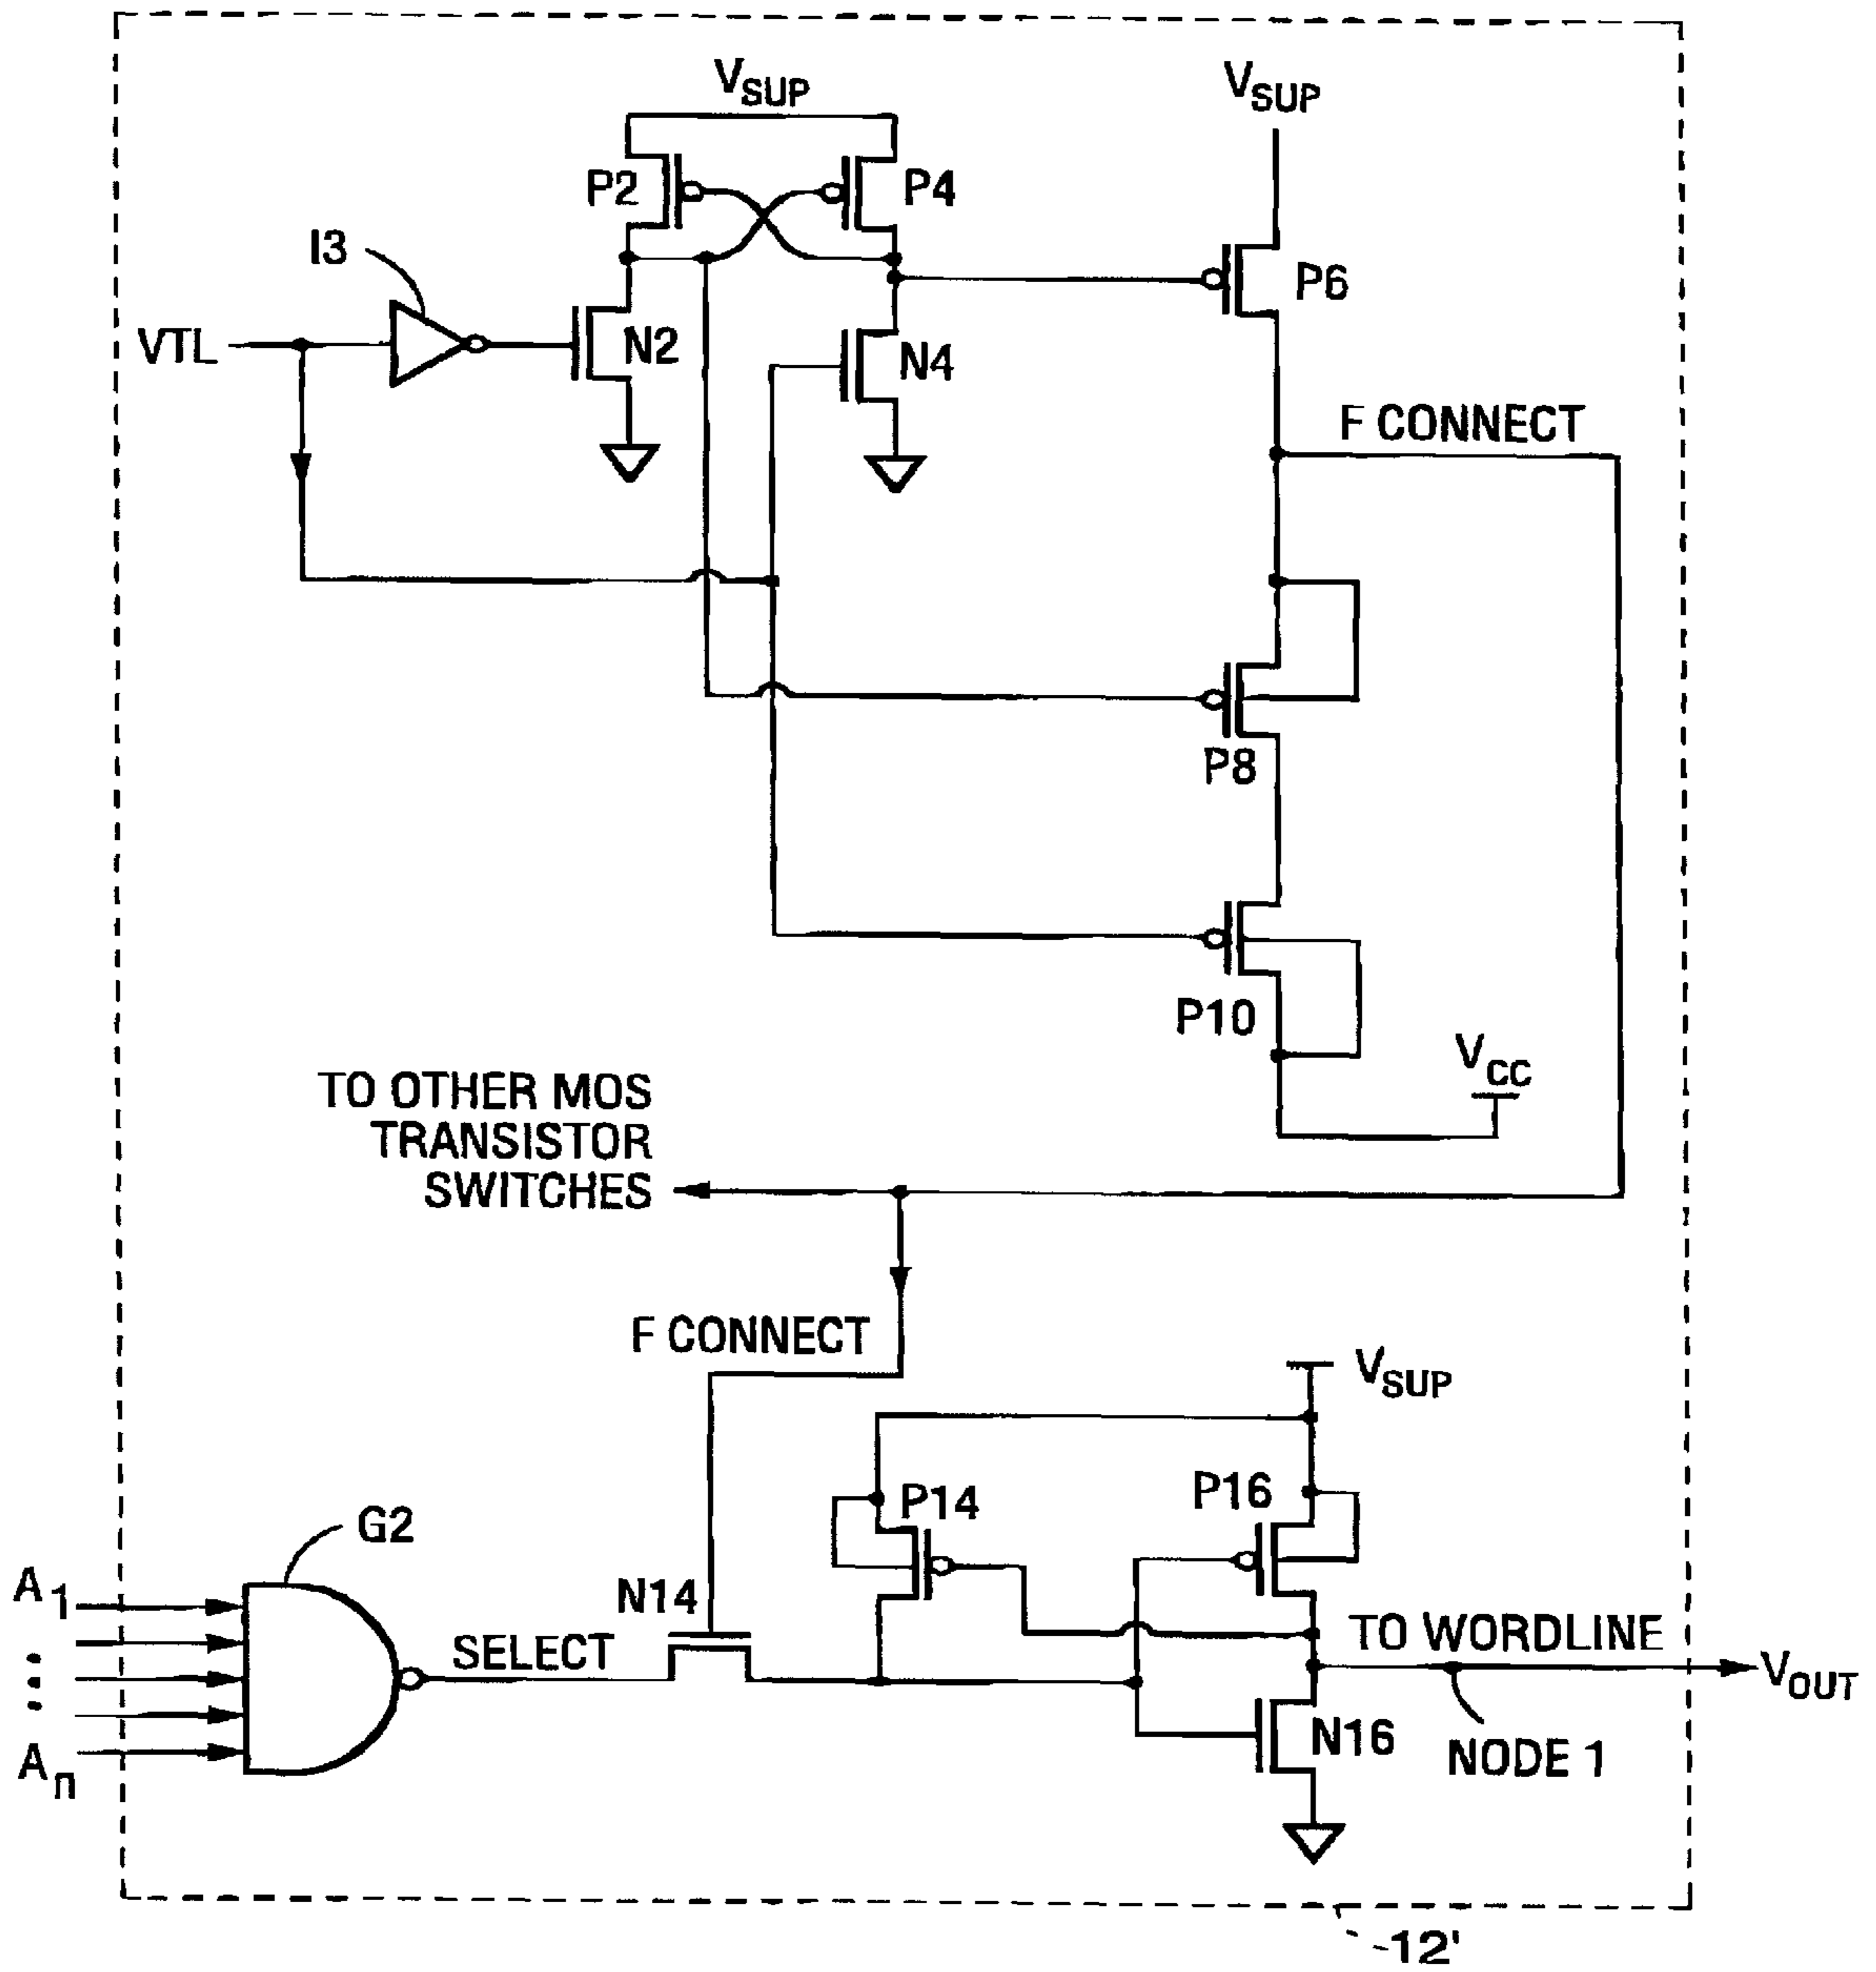 V_SUP
V_SUP
P2
P4
I3
P6
VTL
N2
N4
F CONNECT
P8
P10
V_CC
TO OTHER MOS
TRANSISTOR
SWITCHES
F CONNECT
V_SUP
P14
P16
G2
A_1
N14
SELECT
TO WORDLINE
V_OUT
N16
NODE 1
A_n
12'